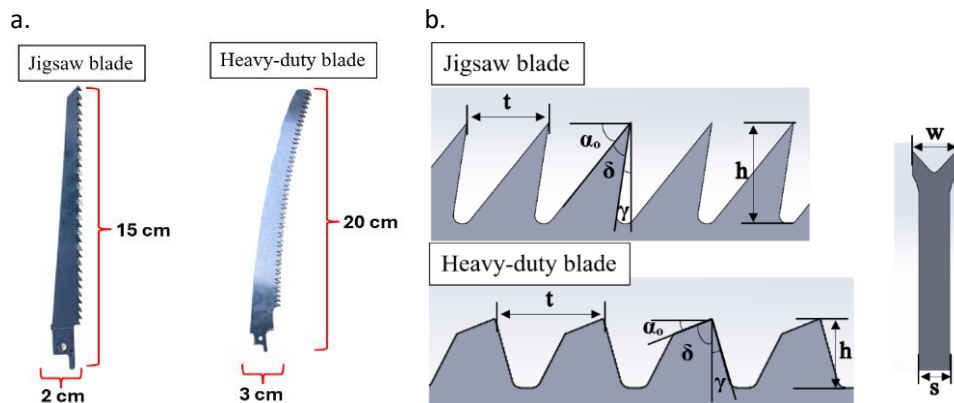 a.
Jigsaw blade
Heavy-duty blade
15 cm
20 cm
2 cm
3 cm
b.
Jigsaw blade
t
αₒ
δ
γ
h
Heavy-duty blade
t
αₒ
δ
γ
h
w
s